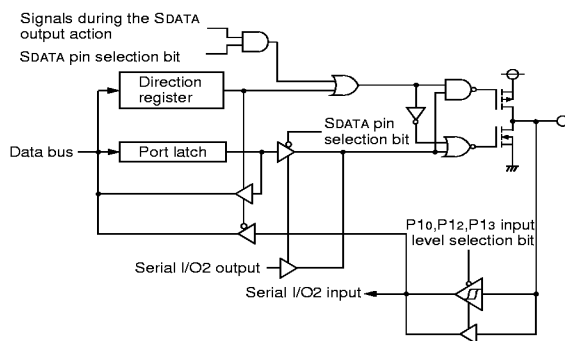 Signals during the SDATA
output action
SDATA pin selection bit
Direction
register
SDATA pin
selection bit
Data bus
Port latch
P10,P12,P13 input
level selection bit
Serial I/O2 output
Serial I/O2 input